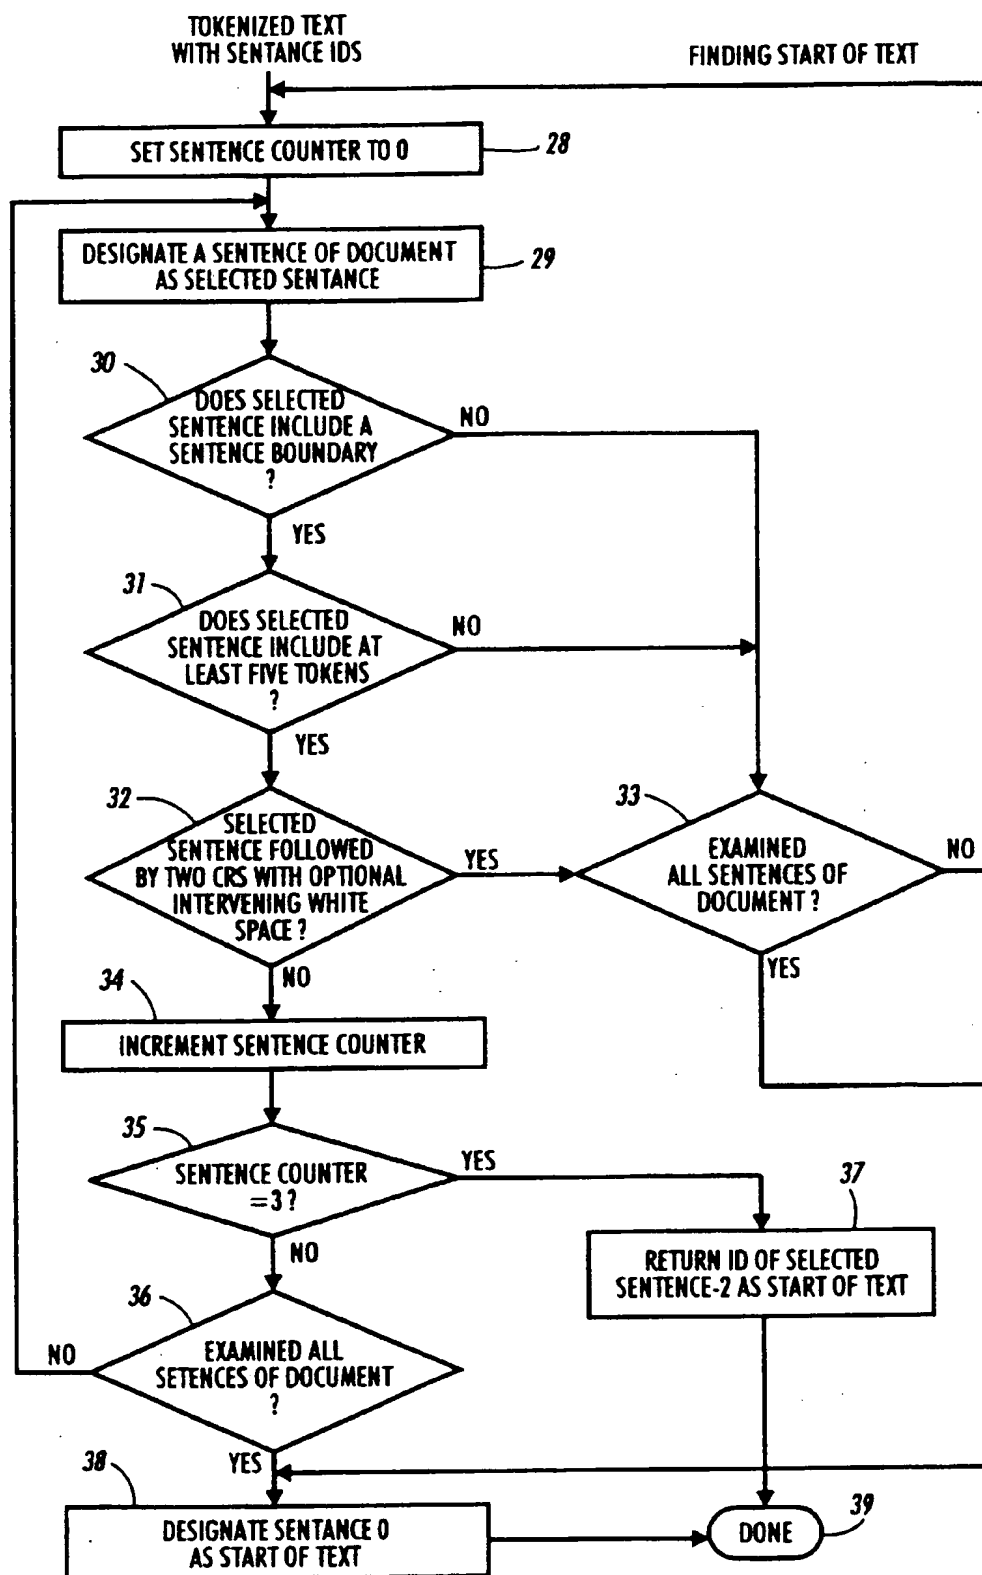 TOKENIZED TEXT
WITH SENTANCE IDS
FINDING START OF TEXT
SET SENTENCE COUNTER TO 0
28
DESIGNATE A SENTENCE OF DOCUMENT
AS SELECTED SENTENCE
29
30
DOES SELECTED
SENTENCE INCLUDE A
SENTENCE BOUNDARY
?
NO
YES
31
DOES SELECTED
SENTENCE INCLUDE AT
LEAST FIVE TOKENS
?
NO
YES
32
SELECTED
SENTENCE FOLLOWED
BY TWO CRS WITH OPTIONAL
INTERVENING WHITE
SPACE ?
YES
NO
33
EXAMINED
ALL SENTENCES OF
DOCUMENT ?
NO
YES
34
INCREMENT SENTENCE COUNTER
35
SENTENCE COUNTER
=3 ?
YES
NO
37
RETURN ID OF SELECTED
SENTENCE-2 AS START OF TEXT
36
EXAMINED ALL
SETENCES OF DOCUMENT
?
NO
YES
38
DESIGNATE SENTANCE 0
AS START OF TEXT
DONE
39